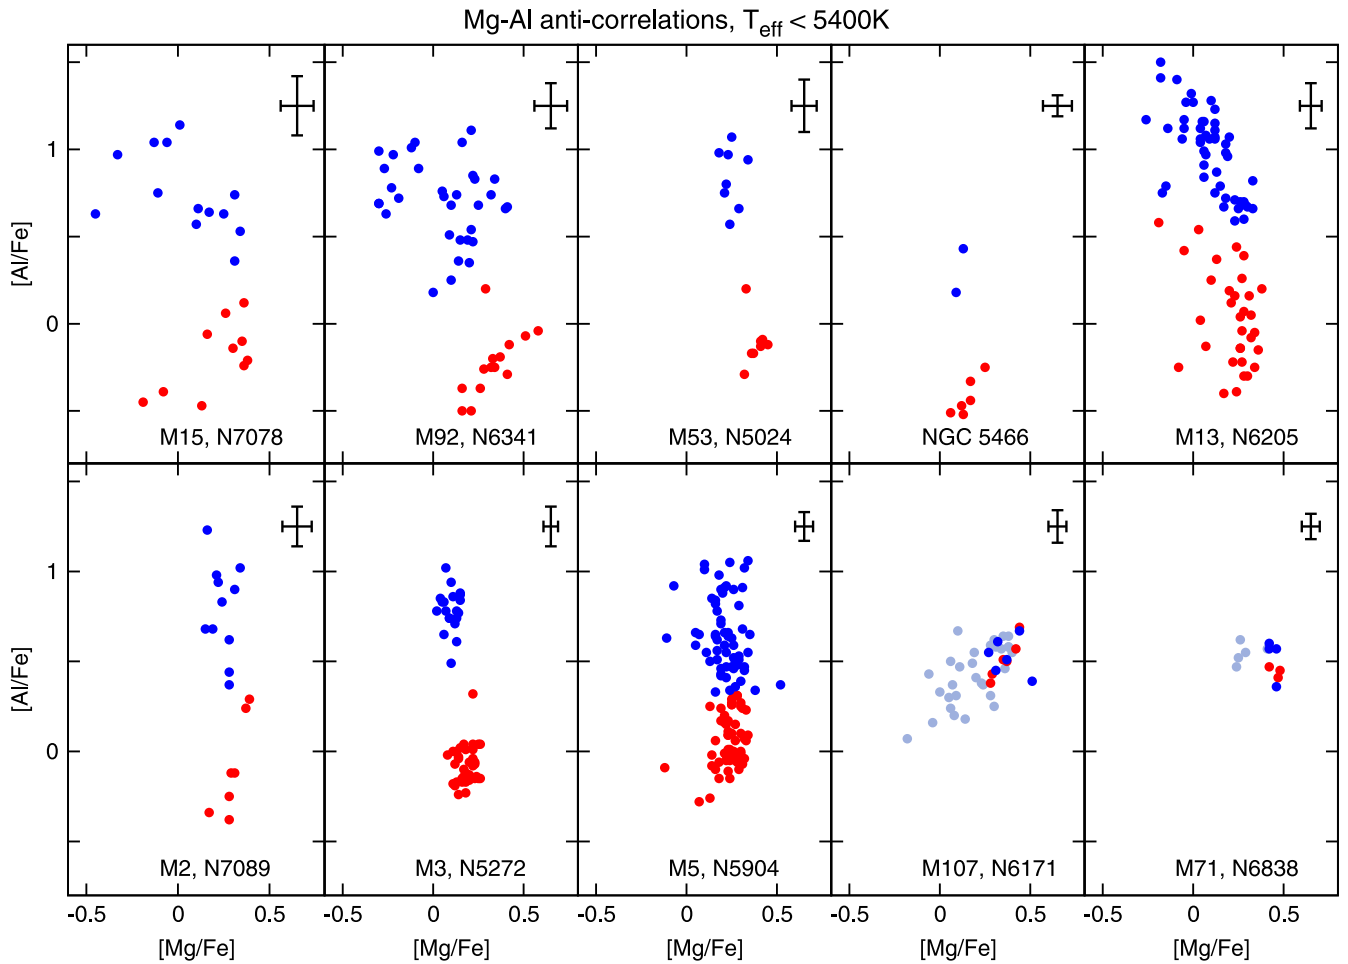 Mg-Al anti-correlations, Teff < 5400K
[Al/Fe]
1
0
M15, N7078
M92, N6341
M53, N5024
NGC 5466
M13, N6205
[Al/Fe]
1
0
M2, N7089
M3, N5272
M5, N5904
M107, N6171
M71, N6838
-0.5 0 0.5 -0.5 0 0.5 -0.5 0 0.5 -0.5 0 0.5 -0.5 0 0.5
[Mg/Fe] [Mg/Fe] [Mg/Fe] [Mg/Fe] [Mg/Fe]